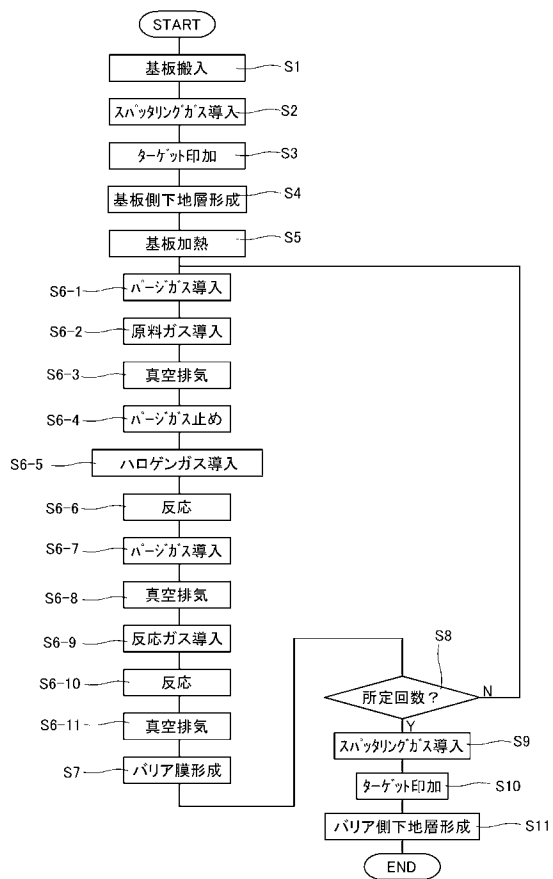 START
基板搬入 S1
スパッタリングガス導入 S2
ターゲット印加 S3
基板側下地層形成 S4
基板加熱 S5
S6-1 パージガス導入
S6-2 原料ガス導入
S6-3 真空排気
S6-4 パージガス止め
S6-5 ハロゲンガス導入
S6-6 反応
S6-7 パージガス導入
S6-8 真空排気
S6-9 反応ガス導入
S6-10 反応
S6-11 真空排気
S7 バリア膜形成
S8
所定回数? N
Y
スパッタリングガス導入 S9
ターゲット印加 S10
バリア側下地層形成 S11
END